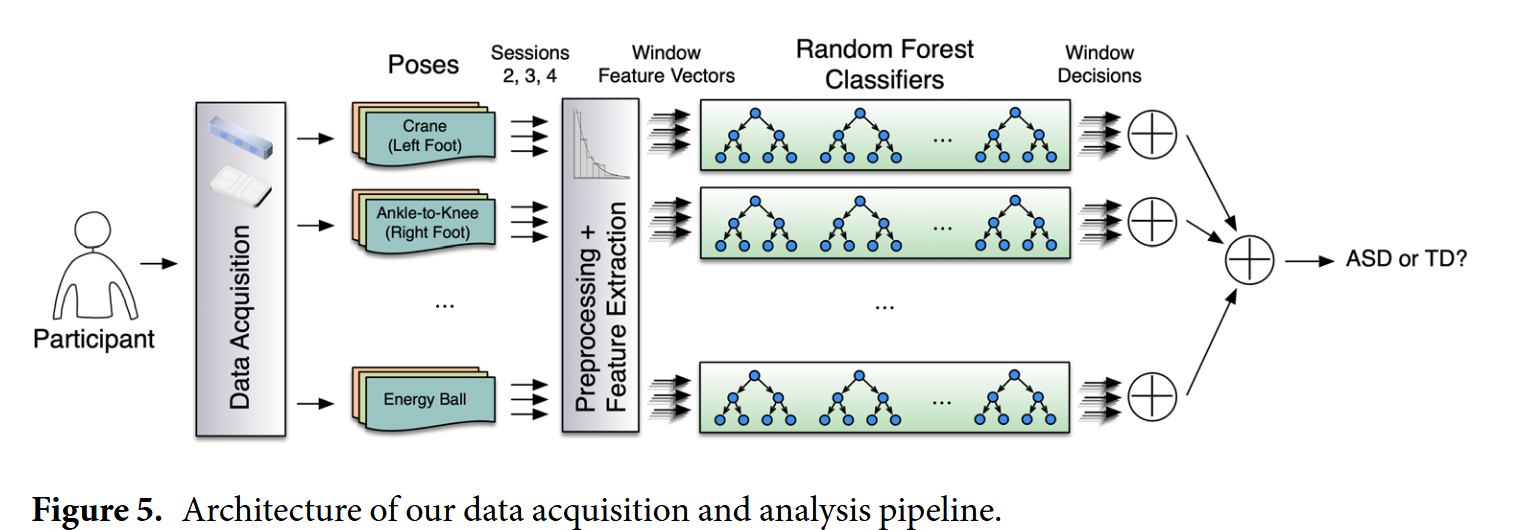 Poses
Sessions
2, 3, 4
Window
Feature Vectors
Random Forest
Classifiers
Window
Decisions
Participant
Data Acquisition
Crane
(Left Foot)
Ankle-to-Knee
(Right Foot)
...
Energy Ball
Preprocessing +
Feature Extraction
...
...
...
...
ASD or TD?
Figure 5. Architecture of our data acquisition and analysis pipeline.